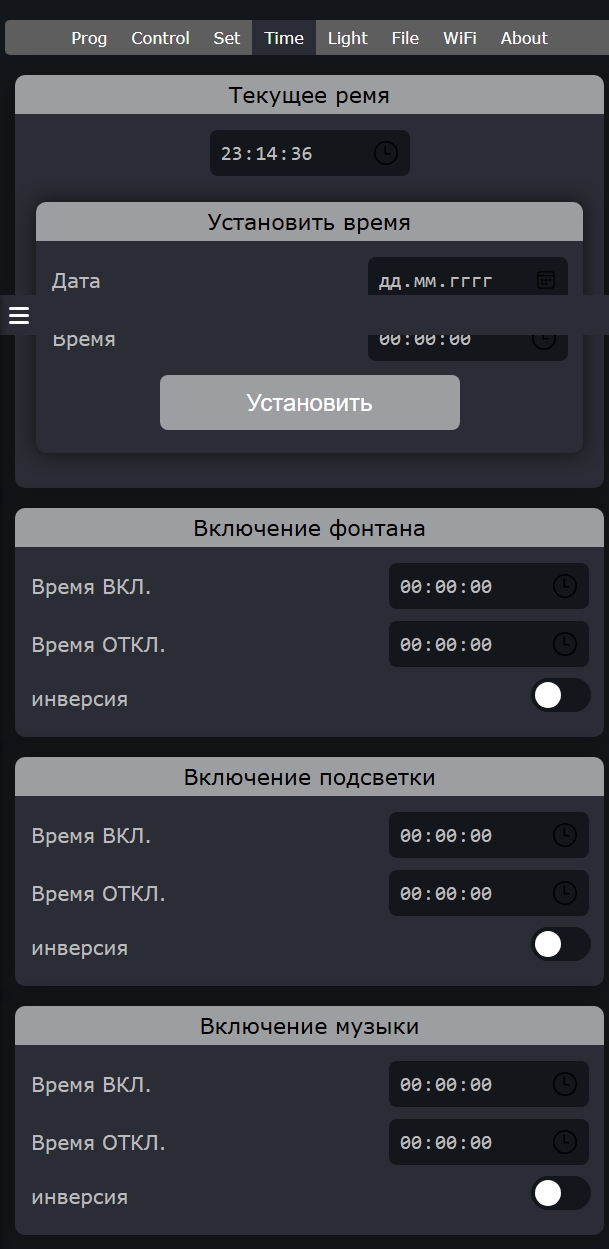 Prog Control Set Time Light File WiFi About
Текущее ремя
23:14:36
Установить время
Дата дд.мм.гггг
Время 00:00:00
Установить
Включение фонтана
Время ВКЛ. 00:00:00
Время ОТКЛ. 00:00:00
инверсия
Включение подсветки
Время ВКЛ. 00:00:00
Время ОТКЛ. 00:00:00
инверсия
Включение музыки
Время ВКЛ. 00:00:00
Время ОТКЛ. 00:00:00
инверсия